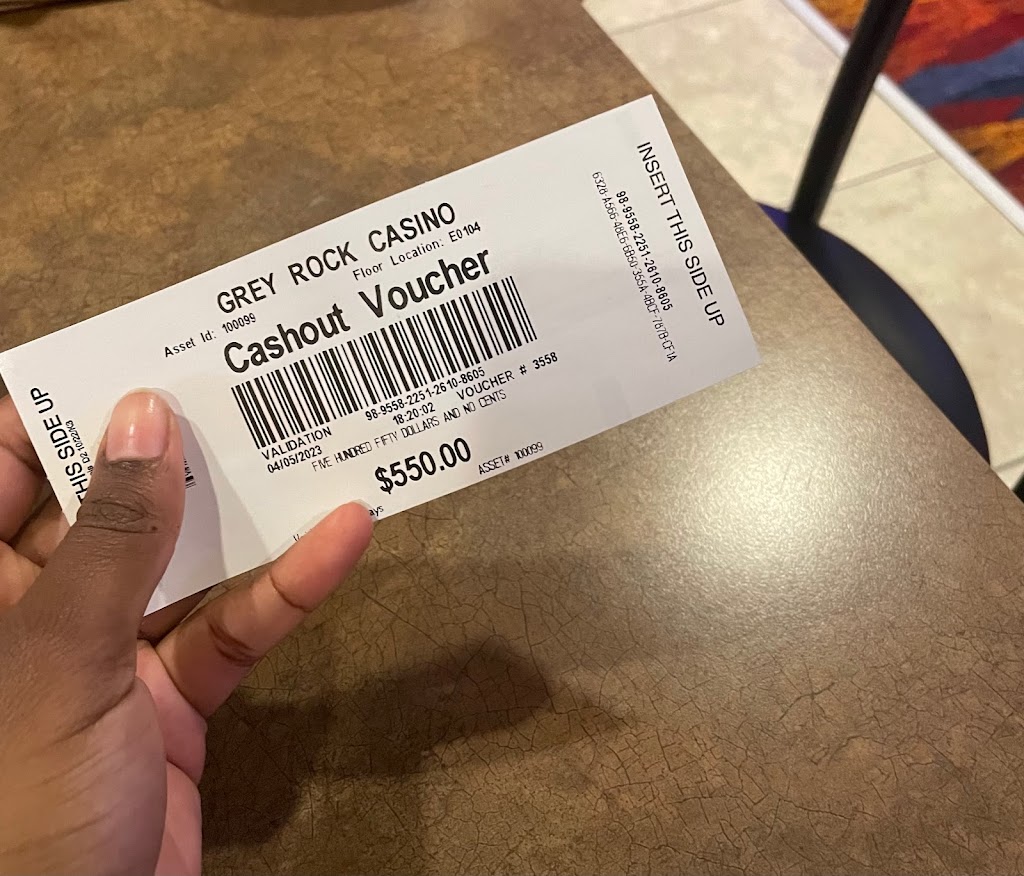 GREY ROCK CASINO
Asset Id: 100099 Floor Location: E0104
Cashout Voucher
VALIDATION 98-9558-2251-2610-8605
04/05/2023 18:20:02 VOUCHER # 3558
FIVE HUNDRED FIFTY DOLLARS AND NO CENTS
$550.00
ASSET# 100099
INSERT THIS SIDE UP
98-9558-2251-2610-8605
THIS SIDE UP